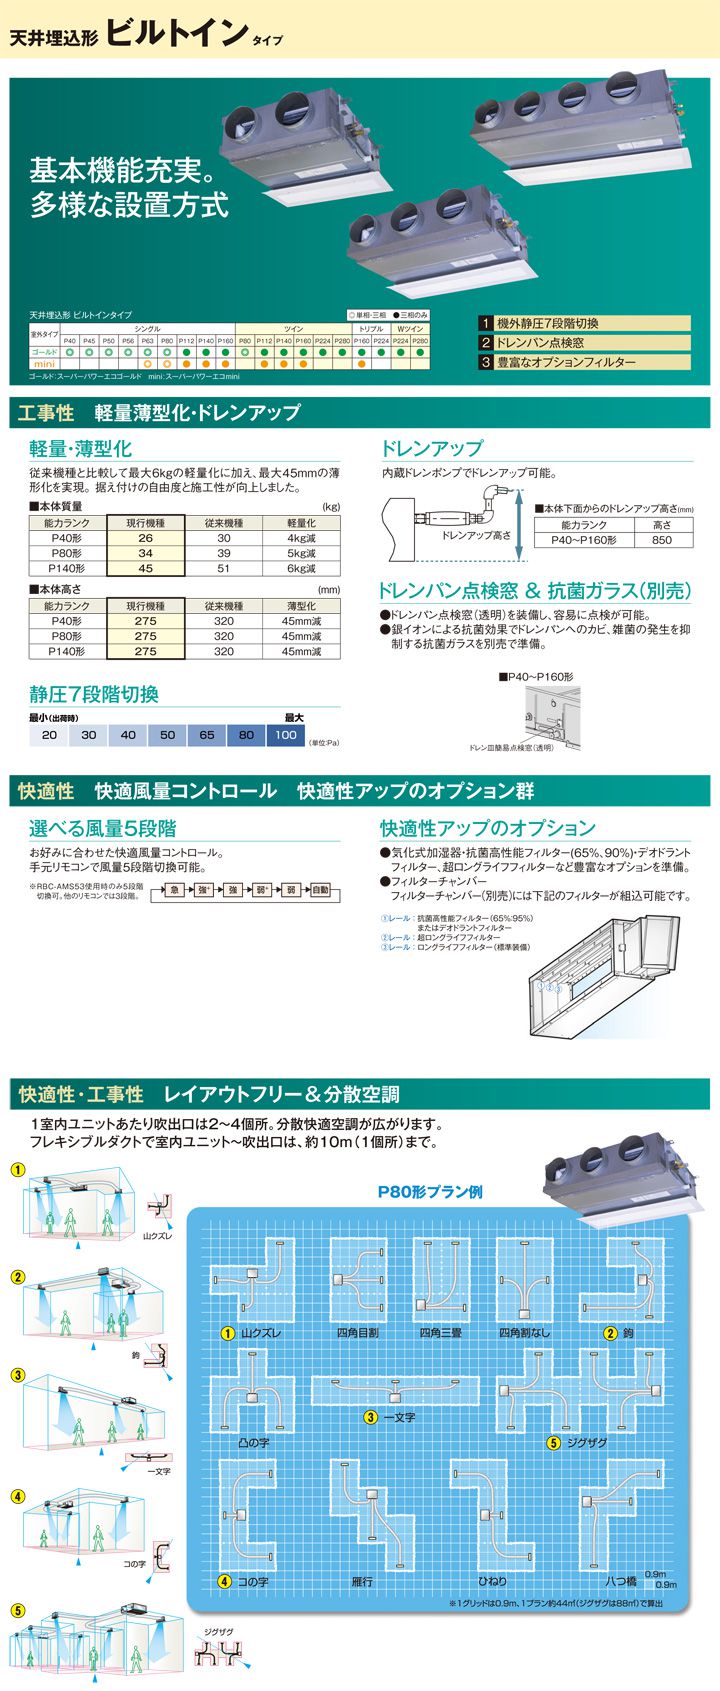 天井埋込形 ビルトイン タイプ
基本機能充実。
多様な設置方式
天井埋込形 ビルトインタイプ
◎単相・三相 ●三相のみ
室外タイプ シングル ツイン トリプル Wツイン
P40 P45 P50 P56 P63 P80 P112 P140 P160 P80 P112 P140 P160 P224 P280 P160 P224 P224 P280
ゴールド ◎ ◎ ◎ ◎ ◎ ◎ ● ● ● ◎ ● ● ● ● ● ● ● ● ●
mini ◎ ◎ ● ● ● ● ● ● ●
ゴールド：スーパーパワーエコゴールド mini：スーパーパワーエコmini
1 機外静圧7段階切換
2 ドレンパン点検窓
3 豊富なオプションフィルター
工事性 軽量薄型化・ドレンアップ
軽量・薄型化
従来機種と比較して最大6kgの軽量化に加え、最大45mmの薄
形化を実現。 据え付けの自由度と施工性が向上しました。
■本体質量 (kg)
能力ランク 現行機種 従来機種 軽量化
P40形 26 30 4kg減
P80形 34 39 5kg減
P140形 45 51 6kg減
■本体高さ (mm)
能力ランク 現行機種 従来機種 薄型化
P40形 275 320 45mm減
P80形 275 320 45mm減
P140形 275 320 45mm減
静圧7段階切換
最小(出荷時) 最大
20 30 40 50 65 80 100
(単位:Pa)
ドレンアップ
内蔵ドレンポンプでドレンアップ可能。
ドレンアップ高さ
■本体下面からのドレンアップ高さ(mm)
能力ランク 高さ
P40～P160形 850
ドレンパン点検窓 & 抗菌ガラス(別売)
●ドレンパン点検窓(透明)を装備し、容易に点検が可能。
●銀イオンによる抗菌効果でドレンパンへのカビ、雑菌の発生を抑
制する抗菌ガラスを別売で準備。
■P40～P160形
ドレン皿簡易点検窓(透明)
快適性 快適風量コントロール 快適性アップのオプション群
選べる風量5段階
お好みに合わせた快適風量コントロール。
手元リモコンで風量5段階切換可能。
※RBC-AMS53使用時のみ5段階
切換可。他のリモコンでは3段階。
急 強⁺ 強 弱⁺ 弱 自動
快適性アップのオプション
●気化式加湿器・抗菌高性能フィルター(65%、90%)・デオドラント
フィルター、超ロングライフフィルターなど豊富なオプションを準備。
●フィルターチャンバー
フィルターチャンバー(別売)には下記のフィルターが組込可能です。
①レール：抗菌高性能フィルター(65%:95%)
またはデオドラントフィルター
②レール：超ロングライフフィルター
③レール：ロングライフフィルター(標準装備)
① ② ③
快適性・工事性 レイアウトフリー＆分散空調
1室内ユニットあたり吹出口は2～4個所。分散快適空調が広がります。
フレキシブルダクトで室内ユニット～吹出口は、約10m(1個所)まで。
1
山クズレ
2
鉤
3
一文字
4
コの字
5
ジグザグ
P80形プラン例
1 山クズレ
四角目割
四角三畳
四角割なし
2 鉤
凸の字
3 一文字
5 ジグザグ
4 コの字
雁行
ひねり
八つ橋
0.9m
0.9m
※1グリッドは0.9m、1プラン約44㎡(ジグザグは88㎡)で算出